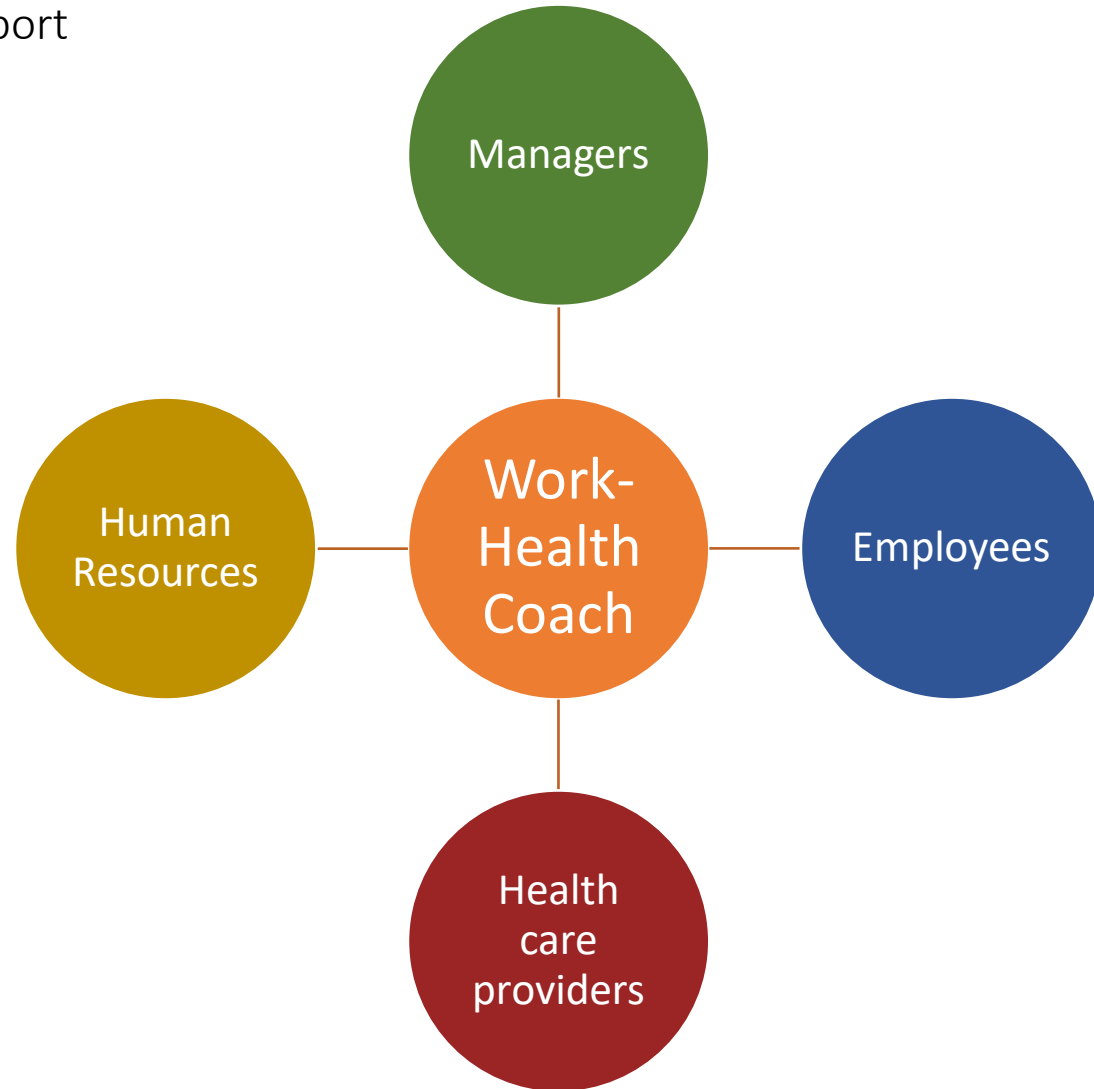 port
Managers
Human
Resources
Work-
Health
Coach
Employees
Health
care
providers